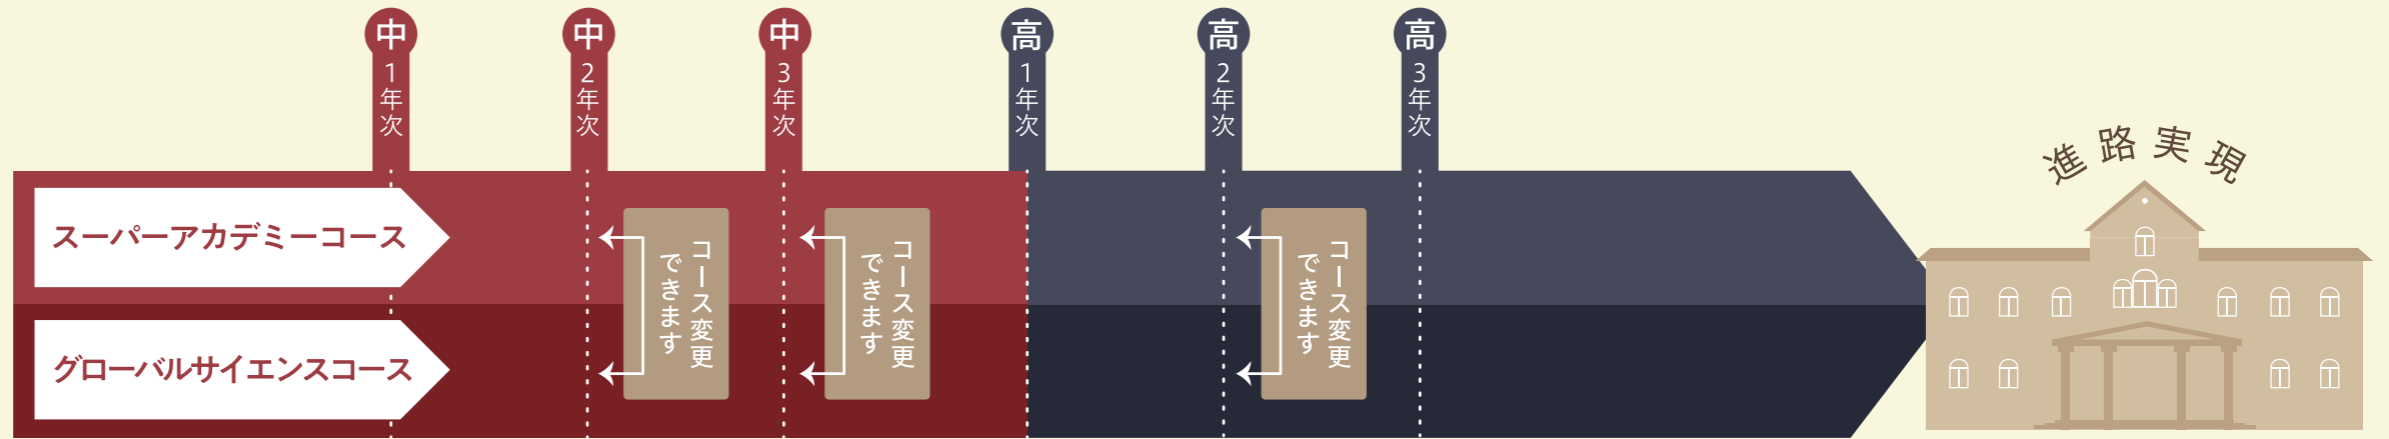 中1年次
中2年次
中3年次
高1年次
高2年次
高3年次
スーパーアカデミーコース
グローバルサイエンスコース
コース変更
できます
コース変更
できます
コース変更
できます
進路実現